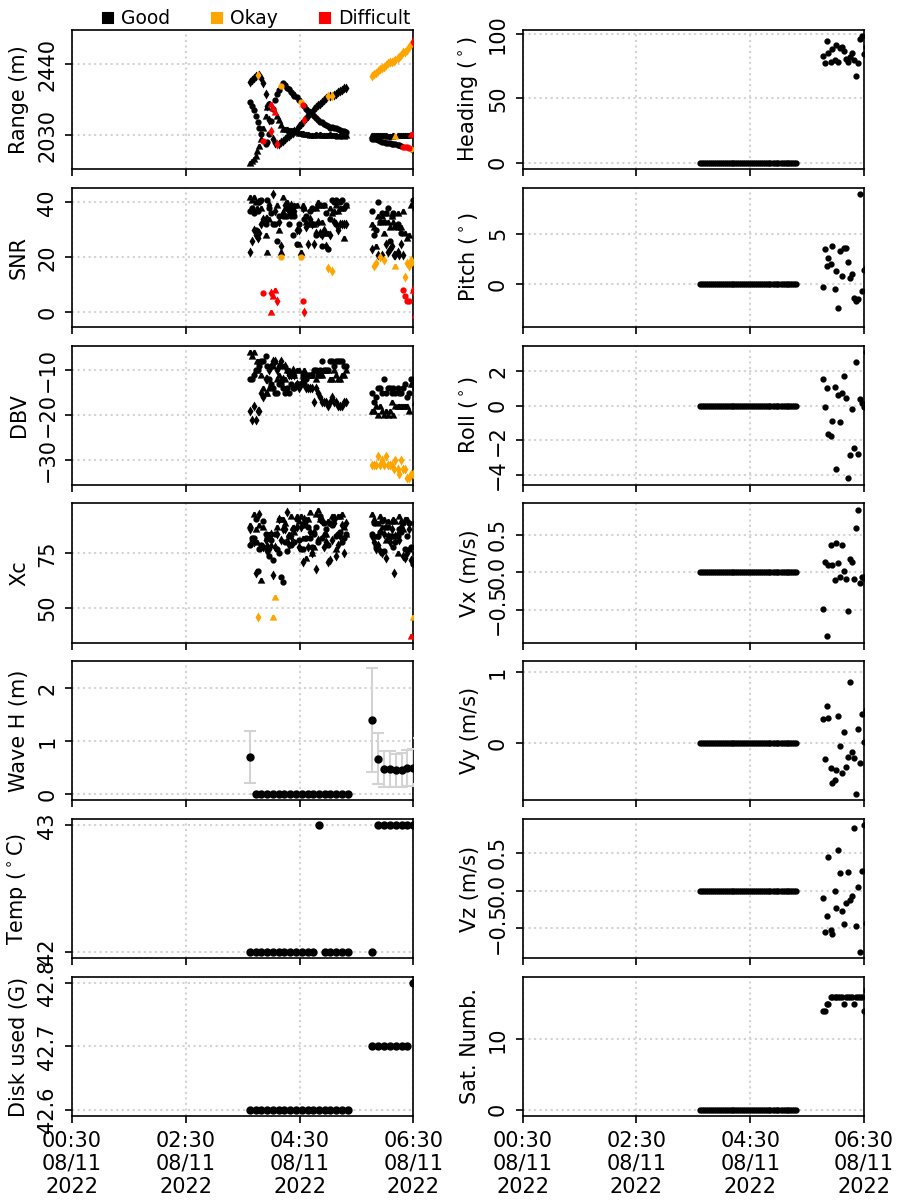 Good Okay Difficult
Range (m)
2440
2030
Heading (°)
100
50
0
SNR
40
20
0
Pitch (°)
5
0
DBV
−10
−20
−30
Roll (°)
2
0
−2
−4
Xc
75
50
Vx (m/s)
0.5
0.0
−0.5
Wave H (m)
2
1
0
Vy (m/s)
1
0
Temp (°C)
43
42
Vz (m/s)
0.5
0.0
−0.5
Disk used (G)
42.8
42.7
42.6
Sat. Numb.
10
0
00:30 02:30 04:30 06:30 00:30 02:30 04:30 06:30
08/11 08/11 08/11 08/11 08/11 08/11 08/11 08/11
2022 2022 2022 2022 2022 2022 2022 2022